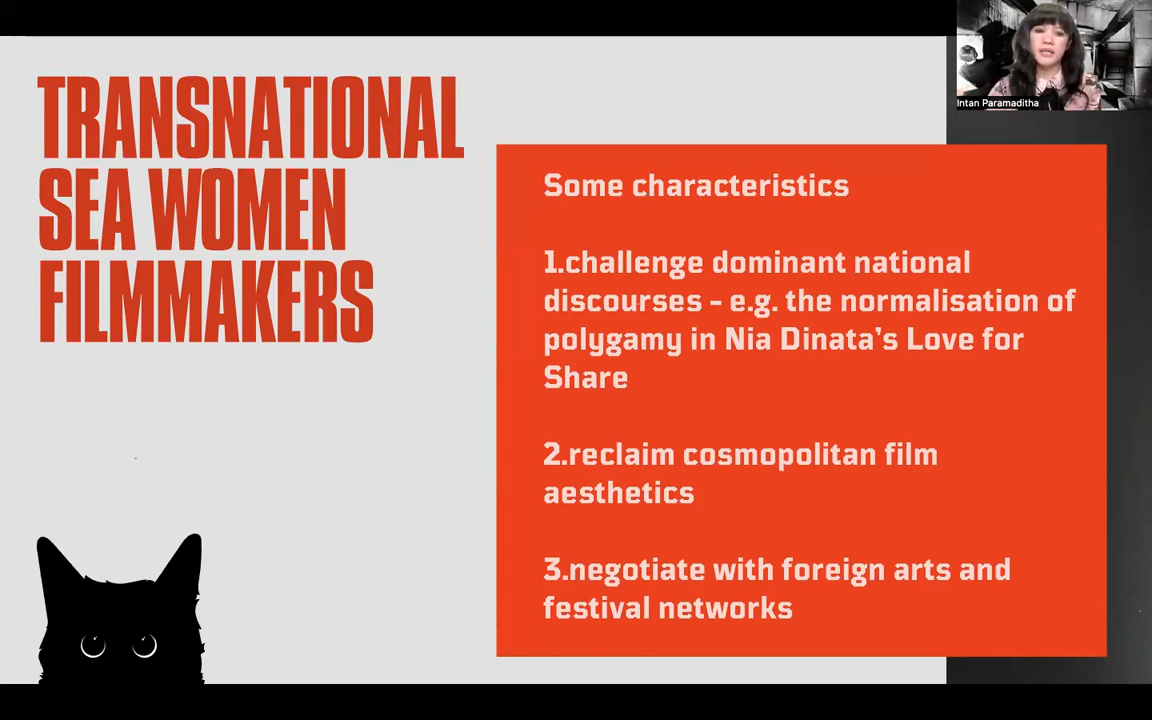 TRANSNATIONAL
SEA WOMEN
FILMMAKERS
Intan Paramaditha
Some characteristics
1.challenge dominant national
discourses - e.g. the normalisation of
polygamy in Nia Dinata's Love for
Share
2.reclaim cosmopolitan film
aesthetics
3.negotiate with foreign arts and
festival networks